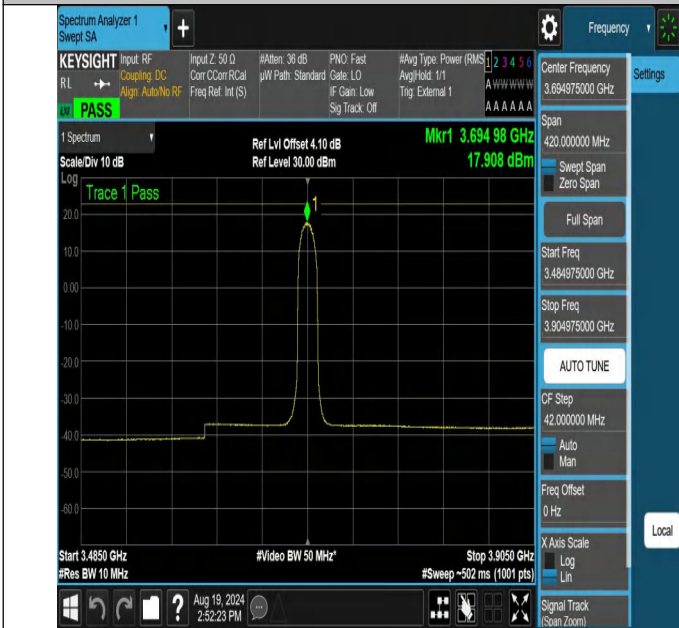 Spectrum Analyzer 1
Swept SA
+
Frequency
KEYSIGHT
RL
PASS
Input: RF
Coupling: DC
Align: Auto/No RF
Input Z: 50 Ω
Corr CCorr RCal
Freq Ref: Int (S)
#Atten: 36 dB
µW Path: Standard
PNO: Fast
Gate: LO
IF Gain: Low
Sig Track: Off
#Avg Type: Power (RMS
Avg|Hold: 1/1
Trig: External 1
1 2 3 4 5 6
A W W W W W
A A A A A A
Center Frequency
3.694975000 GHz
Settings
Span
420.000000 MHz
Swept Span
Zero Span
Full Span
Start Freq
3.484975000 GHz
Stop Freq
3.904975000 GHz
AUTO TUNE
CF Step
42.000000 MHz
Auto
Man
Freq Offset
0 Hz
X Axis Scale
Log
Lin
Signal Track
(Span Zoom)
Local
1 Spectrum
Scale/Div 10 dB
Ref Lvl Offset 4.10 dB
Ref Level 30.00 dBm
Mkr1 3.694 98 GHz
17.908 dBm
Log
Trace 1 Pass
1
20.0
10.0
0.00
-10.0
-20.0
-30.0
-40.0
-50.0
-60.0
Start 3.4850 GHz
#Res BW 10 MHz
#Video BW 50 MHz*
Stop 3.9050 GHz
#Sweep ~502 ms (1001 pts)
?
Aug 19, 2024
2:52:23 PM